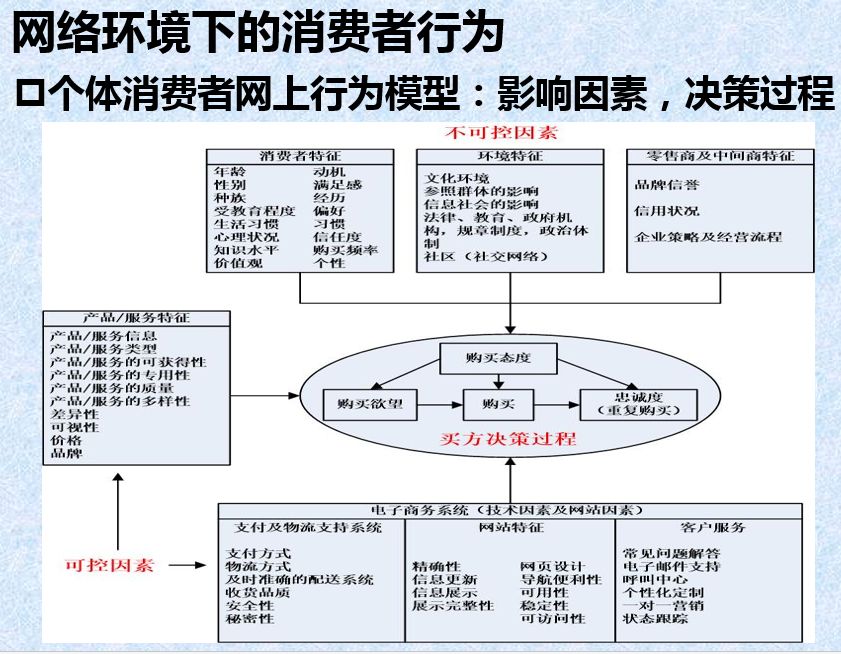 网络环境下的消费者行为
个体消费者网上行为模型：影响因素，决策过程
不可控因素
消费者特征
年龄 动机
性别 满足感
种族 经历
受教育程度 偏好
生活习惯 习惯
心理状况 信任度
知识水平 购买频率
价值观 个性
环境特征
文化环境
参照群体的影响
信息社会的影响
法律、教育、政府机
构，规章制度，政治体
制
社区（社交网络）
零售商及中间商特征
品牌信誉
信用状况
企业策略及经营流程
产品/服务特征
产品/服务信息
产品/服务类型
产品/服务的可获得性
产品/服务的专用性
产品/服务的质量
产品/服务的多样性
差异性
可视性
价格
品牌
购买态度
购买欲望
购买
忠诚度
（重复购买）
买方决策过程
可控因素
电子商务系统（技术因素及网站因素）
支付及物流支持系统
支付方式
物流方式
及时准确的配送系统
收货品质
安全性
秘密性
网站特征
精确性 网页设计
信息更新 导航便利性
信息展示 可用性
展示完整性 稳定性
可访问性
客户服务
常见问题解答
电子邮件支持
呼叫中心
个性化定制
一对一营销
状态跟踪